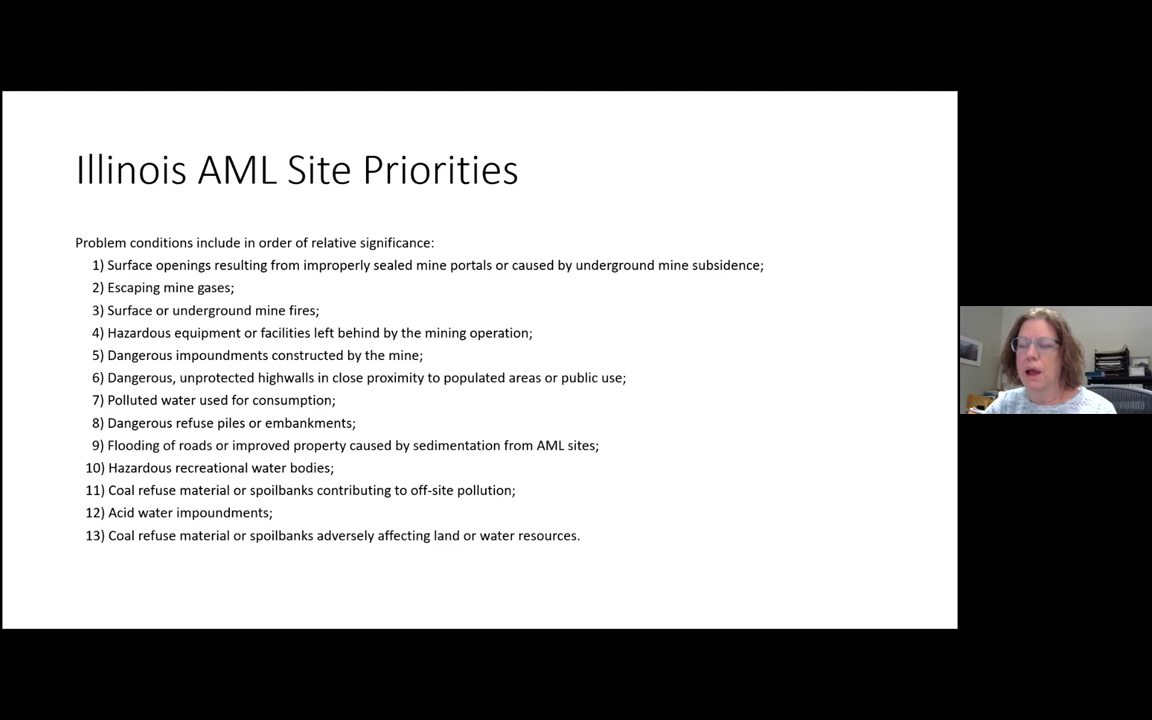 Illinois AML Site Priorities
Problem conditions include in order of relative significance:
1) Surface openings resulting from improperly sealed mine portals or caused by underground mine subsidence;
2) Escaping mine gases;
3) Surface or underground mine fires;
4) Hazardous equipment or facilities left behind by the mining operation;
5) Dangerous impoundments constructed by the mine;
6) Dangerous, unprotected highwalls in close proximity to populated areas or public use;
7) Polluted water used for consumption;
8) Dangerous refuse piles or embankments;
9) Flooding of roads or improved property caused by sedimentation from AML sites;
10) Hazardous recreational water bodies;
11) Coal refuse material or spoilbanks contributing to off-site pollution;
12) Acid water impoundments;
13) Coal refuse material or spoilbanks adversely affecting land or water resources.